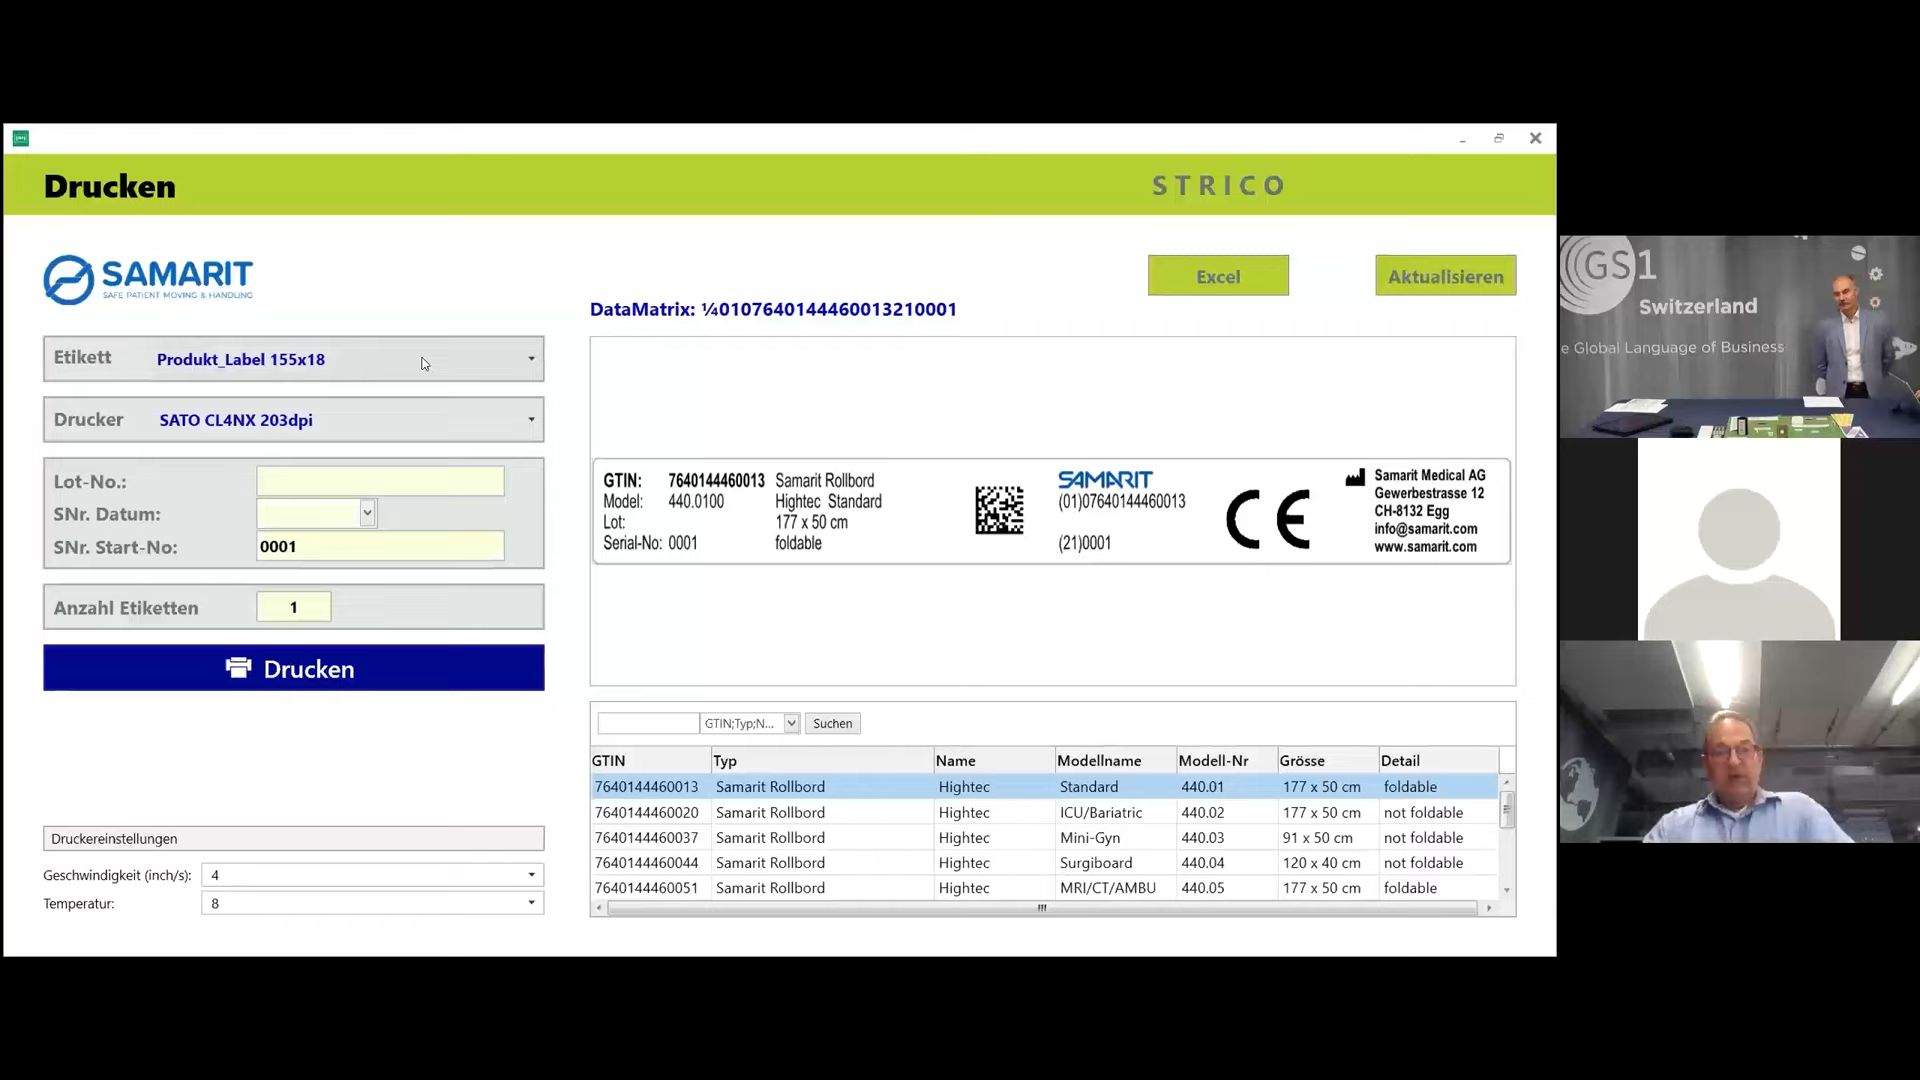 Drucken
STRICO
SAMARIT
SAFE PATIENT MOVING & HANDLING
Excel
Aktualisieren
DataMatrix: ¼0107640144460013210001
Etikett Produkt_Label 155x18
Drucker SATO CL4NX 203dpi
Lot-No.:
SNr. Datum:
SNr. Start-No: 0001
Anzahl Etiketten 1
Drucken
Druckereinstellungen
Geschwindigkeit (inch/s): 4
Temperatur: 8
GTIN: 7640144460013 Samarit Rollbord
Model: 440.0100 Hightec Standard
Lot: 177 x 50 cm
Serial-No: 0001 foldable
SAMARIT
(01)07640144460013
(21)0001
CE
Samarit Medical AG
Gewerbestrasse 12
CH-8132 Egg
info@samarit.com
www.samarit.com
GTIN;Typ;N... Suchen
GTIN Typ Name Modellname Modell-Nr Grösse Detail
7640144460013 Samarit Rollbord Hightec Standard 440.01 177 x 50 cm foldable
7640144460020 Samarit Rollbord Hightec ICU/Bariatric 440.02 177 x 50 cm not foldable
7640144460037 Samarit Rollbord Hightec Mini-Gyn 440.03 91 x 50 cm not foldable
7640144460044 Samarit Rollbord Hightec Surgiboard 440.04 120 x 40 cm not foldable
7640144460051 Samarit Rollbord Hightec MRI/CT/AMBU 440.05 177 x 50 cm foldable
GS1
Switzerland
e Global Language of Business